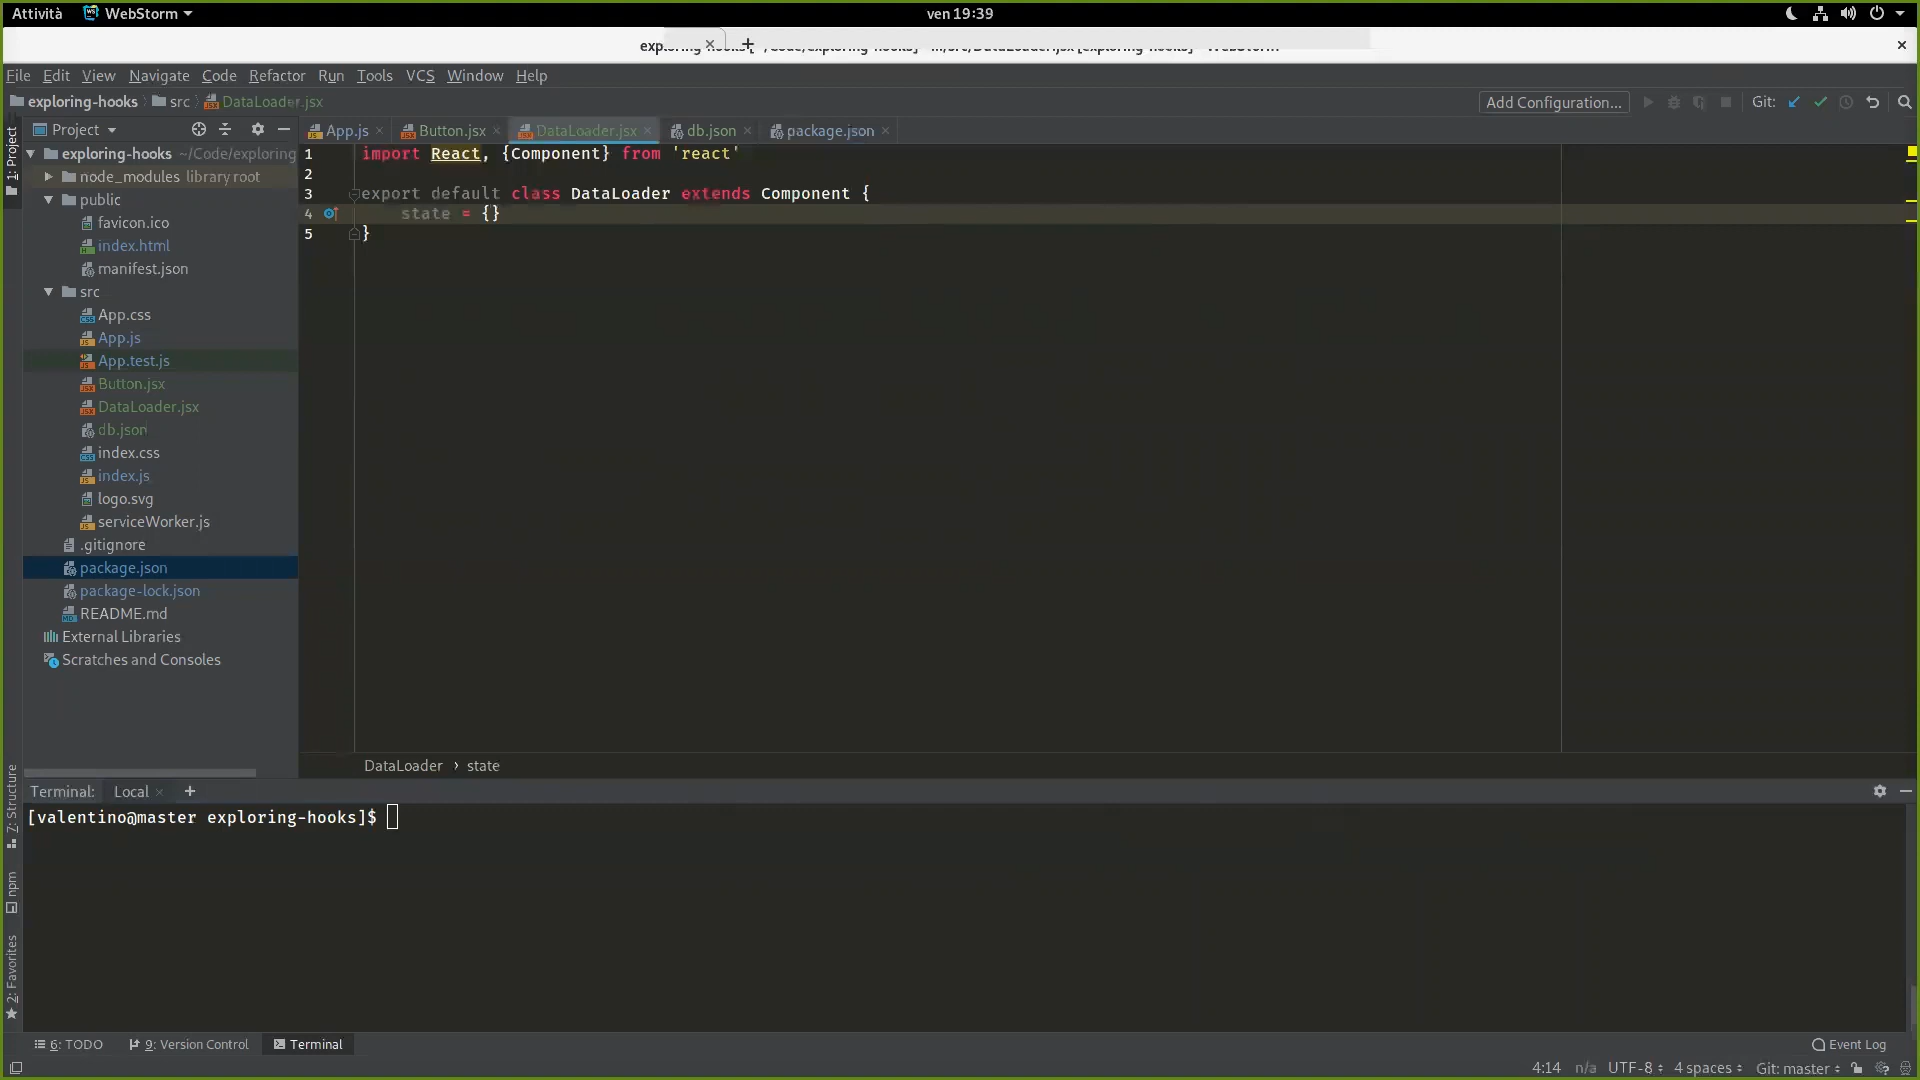 Attività WebStorm ven 19:39
File Edit View Navigate Code Refactor Run Tools VCS Window Help
exploring-hooks src DataLoader.jsx Add Configuration... Git:
Project App.js Button.jsx DataLoader.jsx db.json package.json
1: Project
exploring-hooks ~/Code/exploring
node_modules library root
public
favicon.ico
index.html
manifest.json
src
App.css
App.js
App.test.js
Button.jsx
DataLoader.jsx
db.json
index.css
index.js
logo.svg
serviceWorker.js
.gitignore
package.json
package-lock.json
README.md
External Libraries
Scratches and Consoles
1 import React, {Component} from 'react'
2
3 export default class DataLoader extends Component {
4 state = {}
5 }
DataLoader › state
7: Structure
npm
2: Favorites
Terminal: Local × +
[valentino@master exploring-hooks]$
6: TODO 9: Version Control Terminal Event Log
4:14 n/a UTF-8 4 spaces Git: master